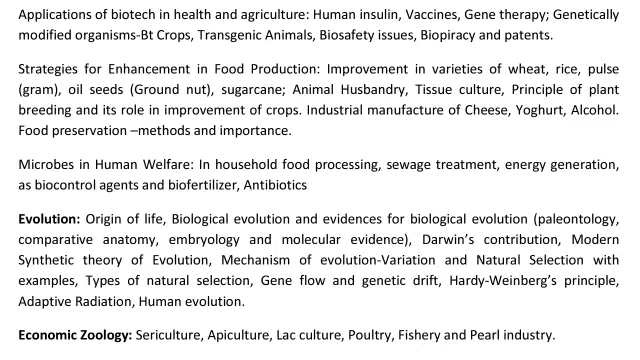 Applications of biotech in health and agriculture: Human insulin, Vaccines, Gene therapy; Genetically
modified organisms-Bt Crops, Transgenic Animals, Biosafety issues, Biopiracy and patents.
Strategies for Enhancement in Food Production: Improvement in varieties of wheat, rice, pulse
(gram), oil seeds (Ground nut), sugarcane; Animal Husbandry, Tissue culture, Principle of plant
breeding and its role in improvement of crops. Industrial manufacture of Cheese, Yoghurt, Alcohol.
Food preservation –methods and importance.
Microbes in Human Welfare: In household food processing, sewage treatment, energy generation,
as biocontrol agents and biofertilizer, Antibiotics
Evolution: Origin of life, Biological evolution and evidences for biological evolution (paleontology,
comparative anatomy, embryology and molecular evidence), Darwin's contribution, Modern
Synthetic theory of Evolution, Mechanism of evolution-Variation and Natural Selection with
examples, Types of natural selection, Gene flow and genetic drift, Hardy-Weinberg's principle,
Adaptive Radiation, Human evolution.
Economic Zoology: Sericulture, Apiculture, Lac culture, Poultry, Fishery and Pearl industry.